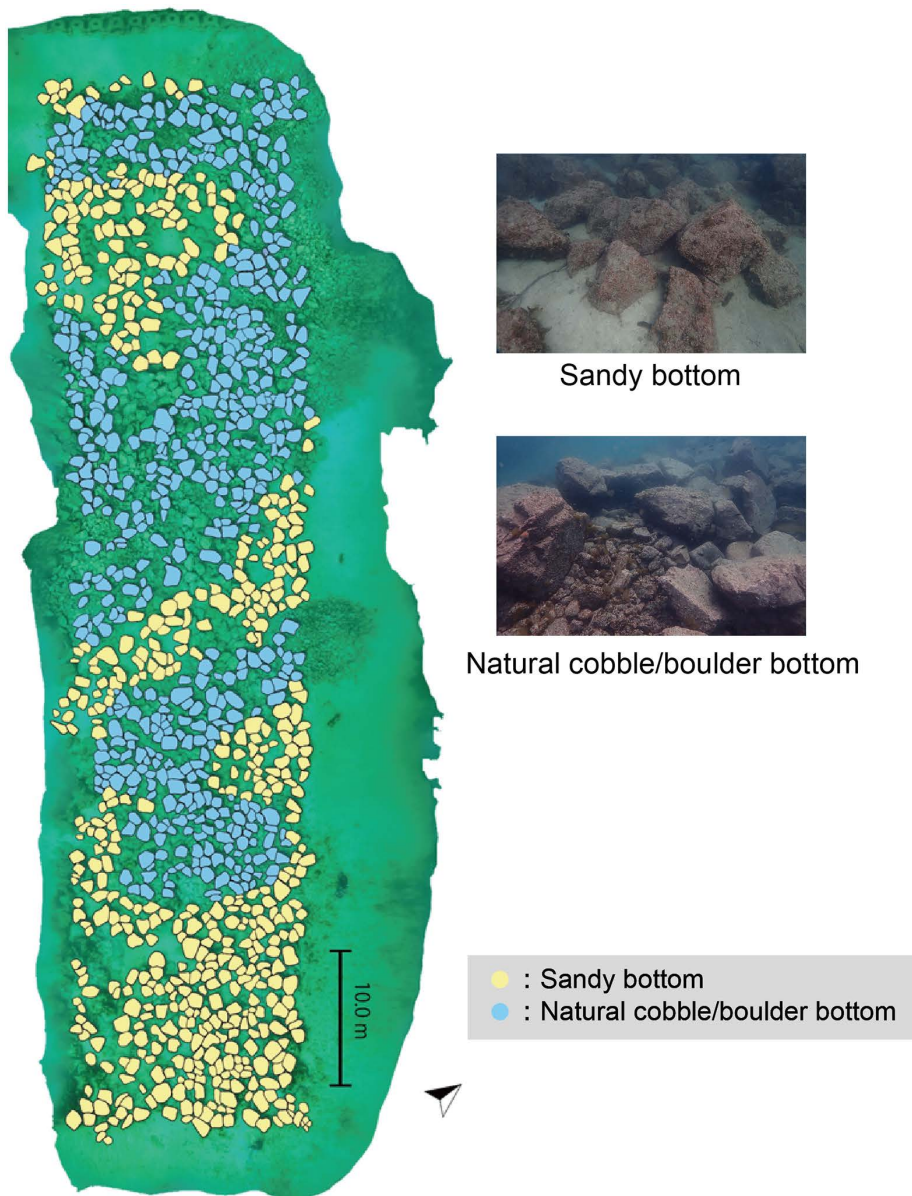 Sandy bottom
Natural cobble/boulder bottom
10.0 m
: Sandy bottom
: Natural cobble/boulder bottom